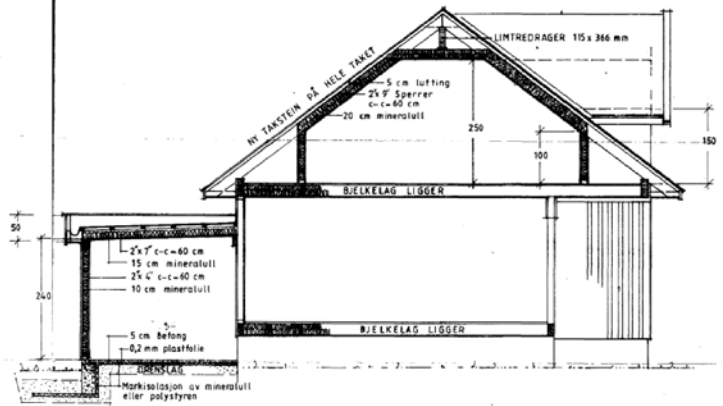 LIMTREDRAGER 115 x 366 mm
NY TAKSTEIN PÅ HELE TAKET
5 cm lufting
2"x 9" Sperrer
c-c=60 cm
20 cm mineralull
250
100
150
BJELKELAG LIGGER
50
2"x 7" c-c=60 cm
15 cm mineralull
2"x 4" c-c=60 cm
10 cm mineralull
240
5 cm Betong
0,2 mm plastfolie
BJELKELAG LIGGER
DRENSLAG
Markisolasjon av mineralull
eller polystyren